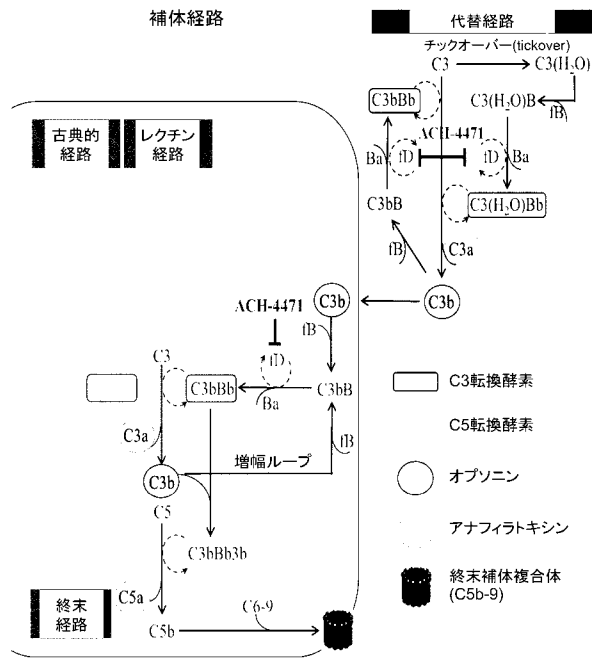 補体経路
代替経路
チックオーバー(tickover)
C3
C3(H₂O)
C3bBb
C3(H₂O)B
fB
ACH-4471
Ba
fD
fD
Ba
C3bB
C3(H₂O)Bb
fB
C3a
C3b
古典的
経路
レクチン
経路
ACH-4471
C3b
fB
fD
C3
C3bBb
Ba
C3bB
C3a
fB
増幅ループ
C3b
C5
C3bBb3b
C5a
終末
経路
C5b
C6-9
C3転換酵素
C5転換酵素
オプソニン
アナフィラトキシン
終末補体複合体
(C5b-9)